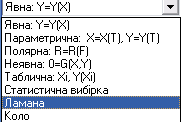 Явна: Y=Y(X)
Явна: Y=Y(X)
Параметрична: X=X(T), Y=Y(T)
Полярна: R=R(F)
Неявна: 0=G(X,Y)
Таблична: Xi, Y(Xi)
Статистична вибірка
Ламана
Коло